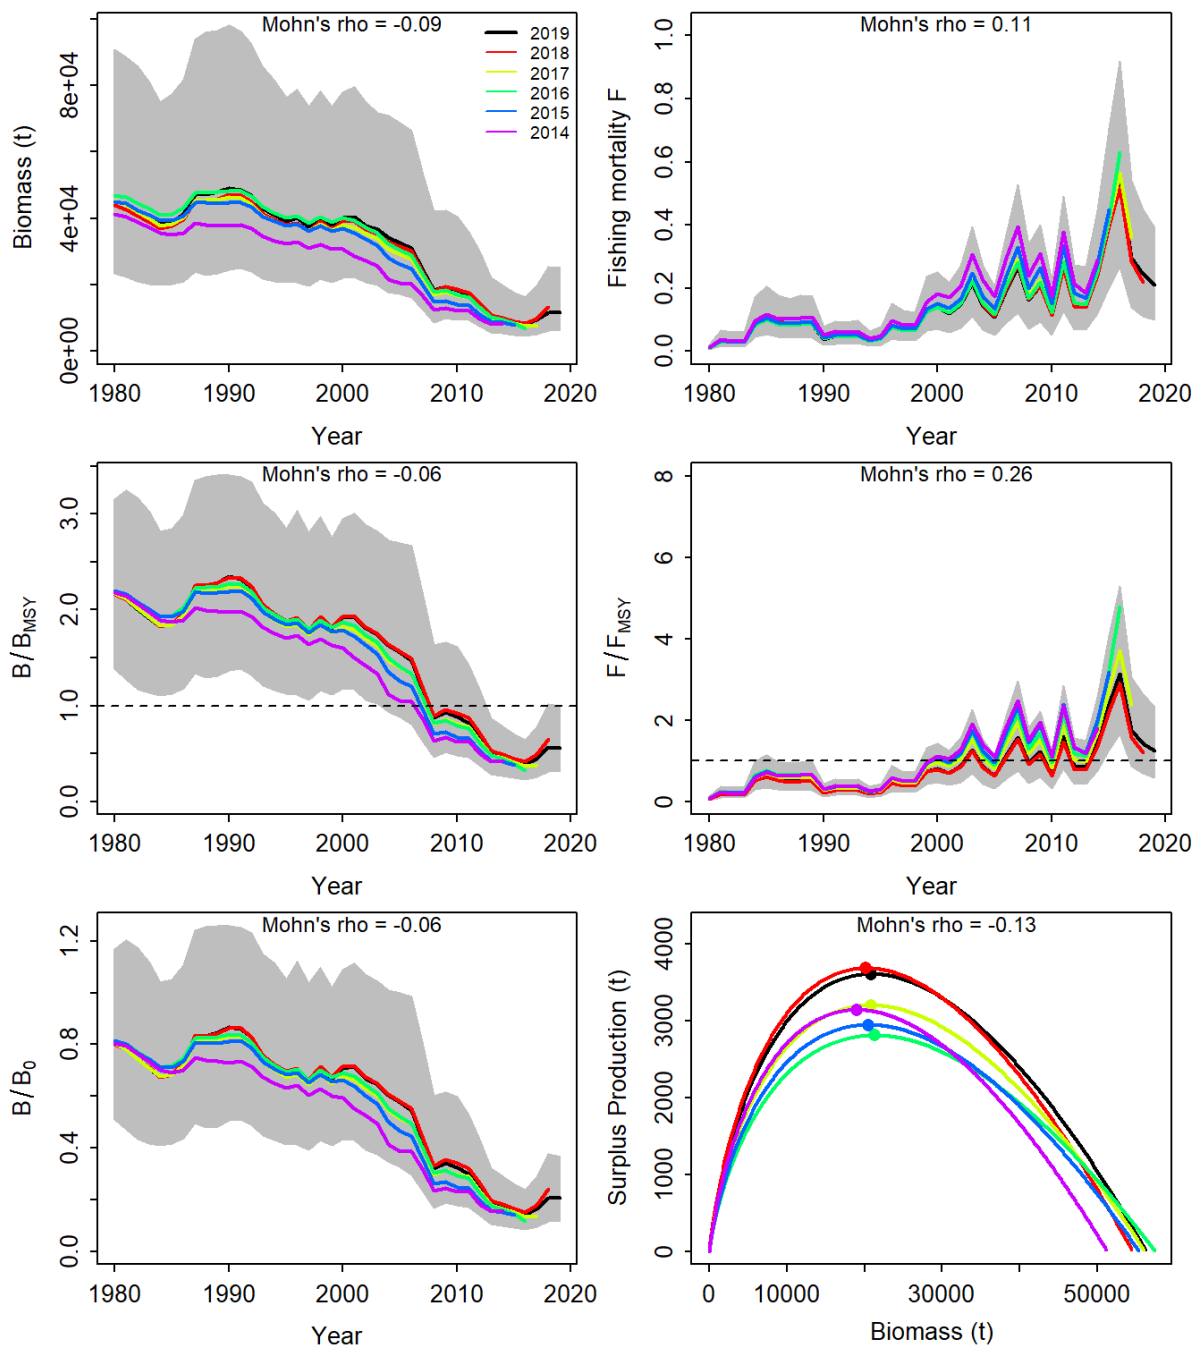 Mohn's rho = -0.09
2019
2018
2017
2016
2015
2014
Biomass (t)
0e+00 4e+04 8e+04
1980 1990 2000 2010 2020
Year
Mohn's rho = 0.11
Fishing mortality F
0.0 0.2 0.4 0.6 0.8 1.0
1980 1990 2000 2010 2020
Year
Mohn's rho = -0.06
B/BMSY
0.0 1.0 2.0 3.0
1980 1990 2000 2010 2020
Year
Mohn's rho = 0.26
F/FMSY
0 2 4 6 8
1980 1990 2000 2010 2020
Year
Mohn's rho = -0.06
B/B0
0.0 0.4 0.8 1.2
1980 1990 2000 2010 2020
Year
Mohn's rho = -0.13
Surplus Production (t)
0 1000 2000 3000 4000
0 10000 30000 50000
Biomass (t)